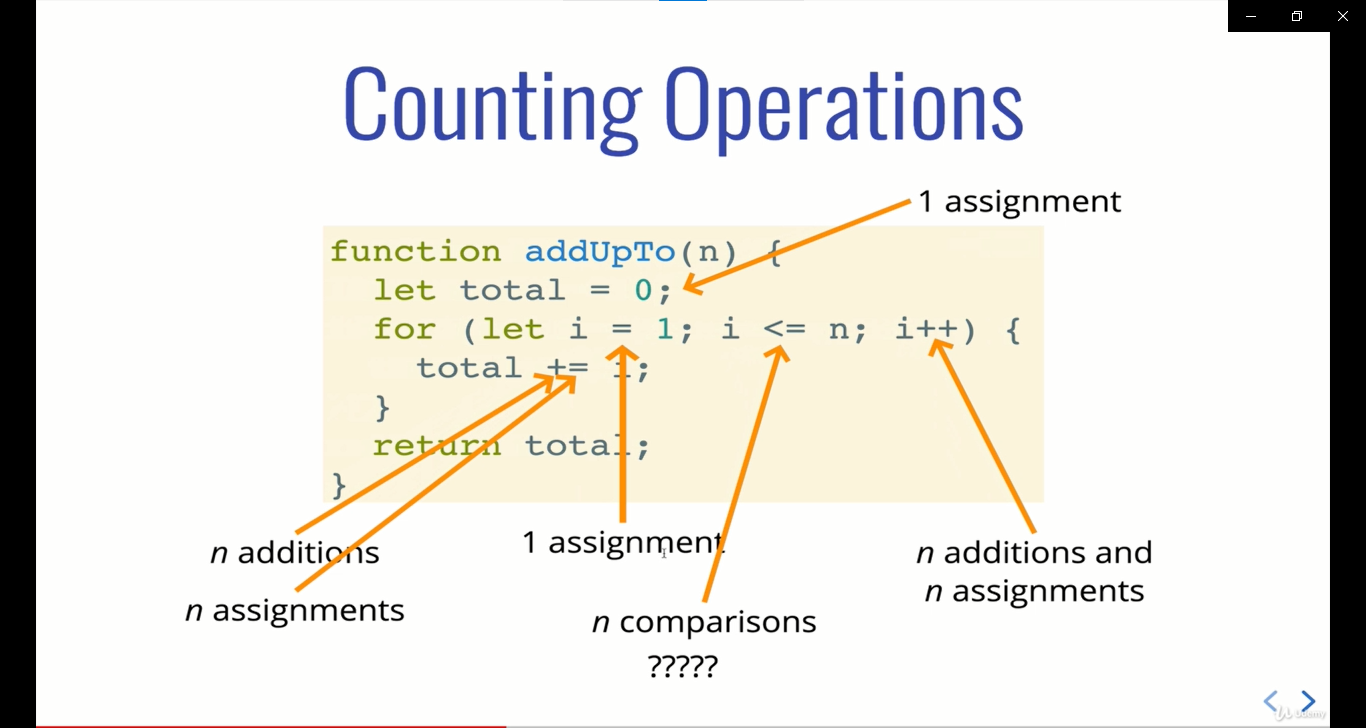 Counting Operations
1 assignment
function addUpTo(n) {
let total = 0;
for (let i = 1; i <= n; i++) {
total += i;
}
return total;
}
n additions
n assignments
1 assignment
n comparisons
?????
n additions and
n assignments
Udemy